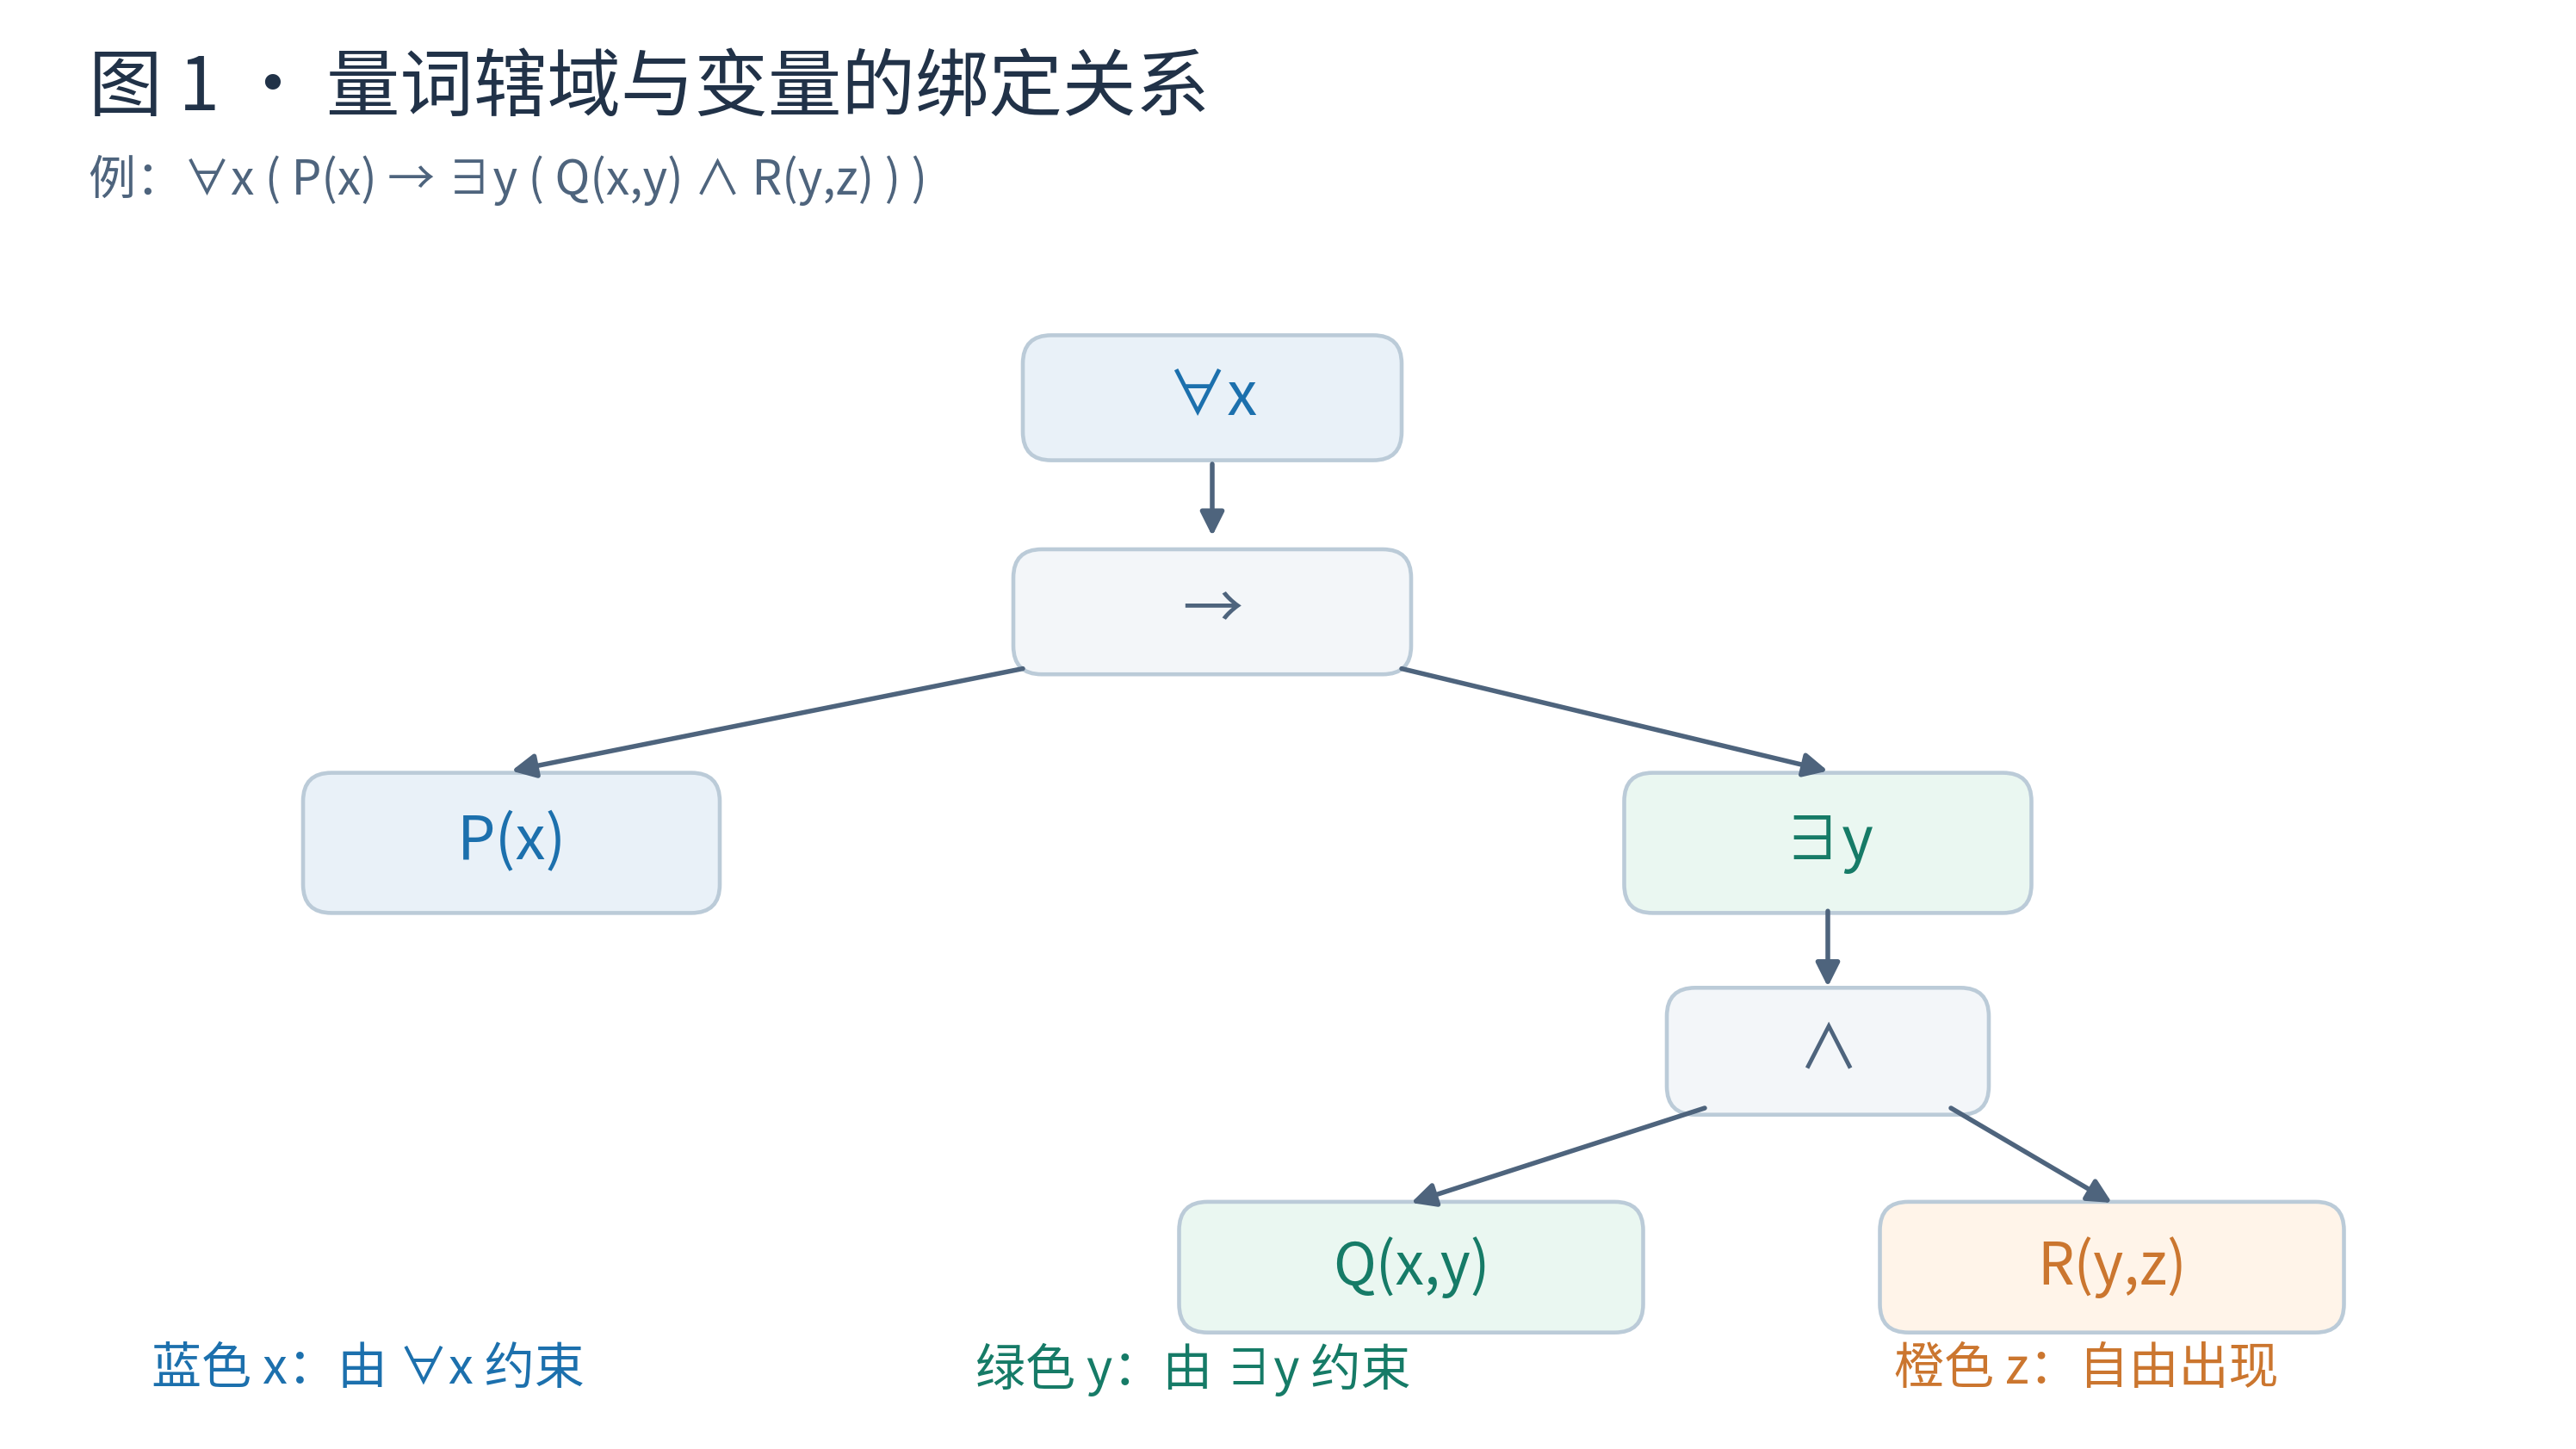 图 1 · 量词辖域与变量的绑定关系
例：∀x ( P(x) → ∃y ( Q(x,y) ∧ R(y,z) ) )
∀x
→
P(x)
∃y
∧
Q(x,y)
R(y,z)
蓝色 x：由 ∀x 约束
绿色 y：由 ∃y 约束
橙色 z：自由出现